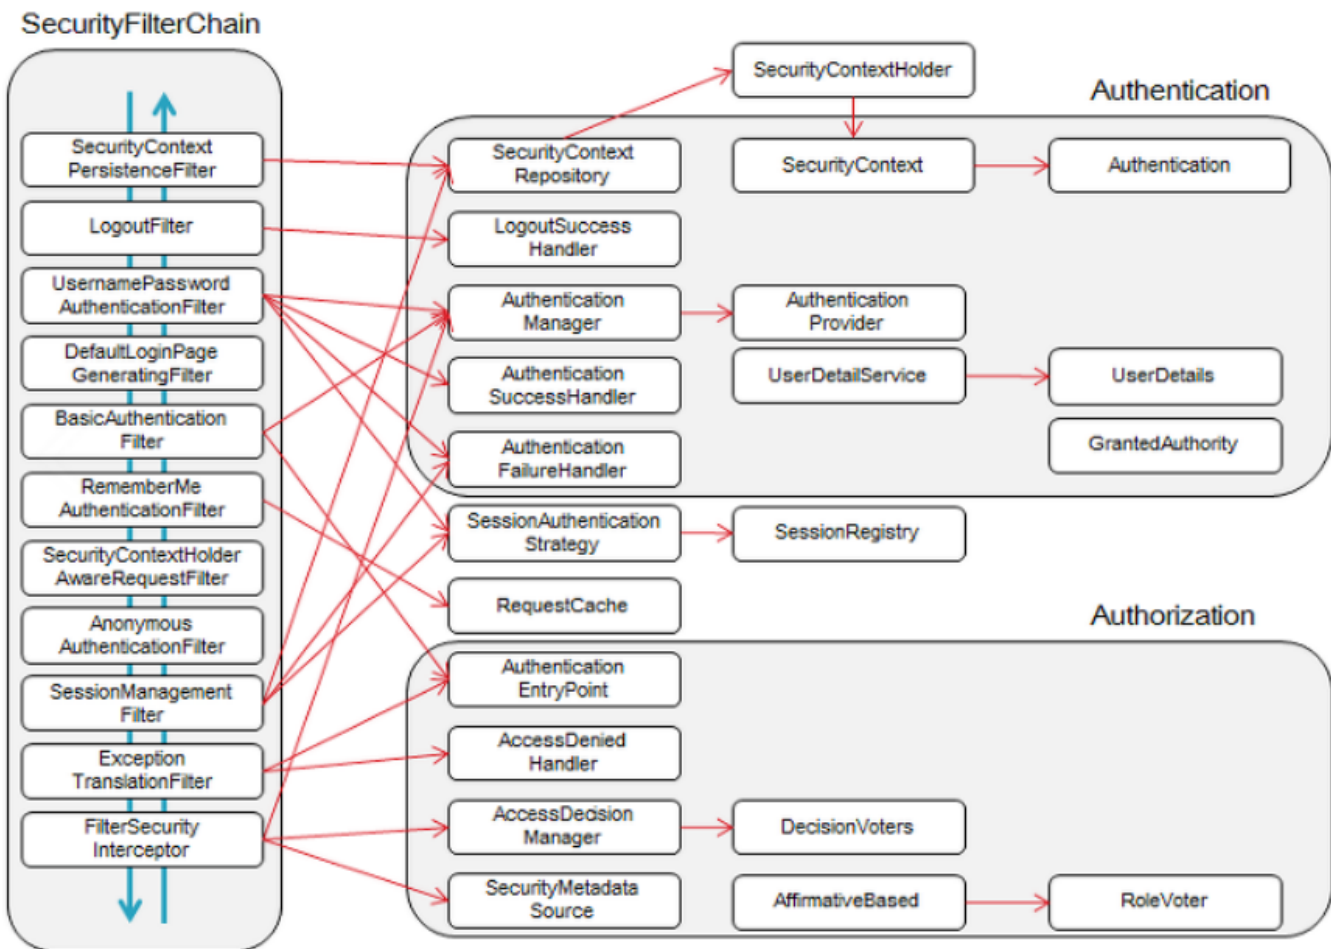 SecurityFilterChain
SecurityContext
PersistenceFilter
LogoutFilter
UsernamePassword
AuthenticationFilter
DefaultLoginPage
GeneratingFilter
BasicAuthentication
Filter
RememberMe
AuthenticationFilter
SecurityContextHolder
AwareRequestFilter
Anonymous
AuthenticationFilter
SessionManagement
Filter
Exception
TranslationFilter
FilterSecurity
Interceptor
SecurityContextHolder
Authentication
SecurityContext
Repository
SecurityContext
Authentication
LogoutSuccess
Handler
Authentication
Manager
Authentication
Provider
Authentication
SuccessHandler
UserDetailService
UserDetails
Authentication
FailureHandler
GrantedAuthority
SessionAuthentication
Strategy
SessionRegistry
RequestCache
Authorization
Authentication
EntryPoint
AccessDenied
Handler
AccessDecision
Manager
DecisionVoters
SecurityMetadata
Source
AffirmativeBased
RoleVoter